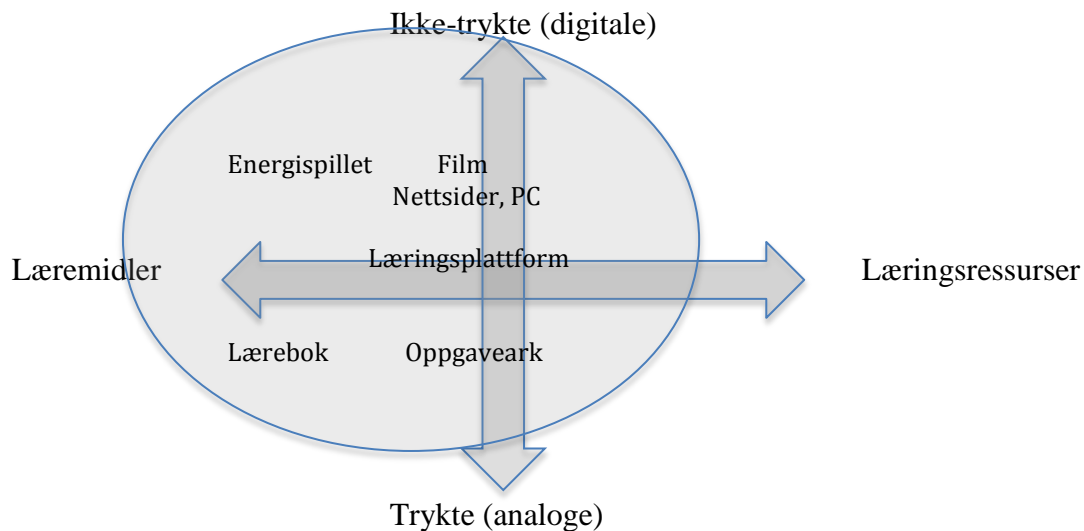 Ikke-trykte (digitale)
Energispillet Film
Nettsider, PC
Læringsplattform
Læremidler
Læringsressurser
Lærebok Oppgaveark
Trykte (analoge)